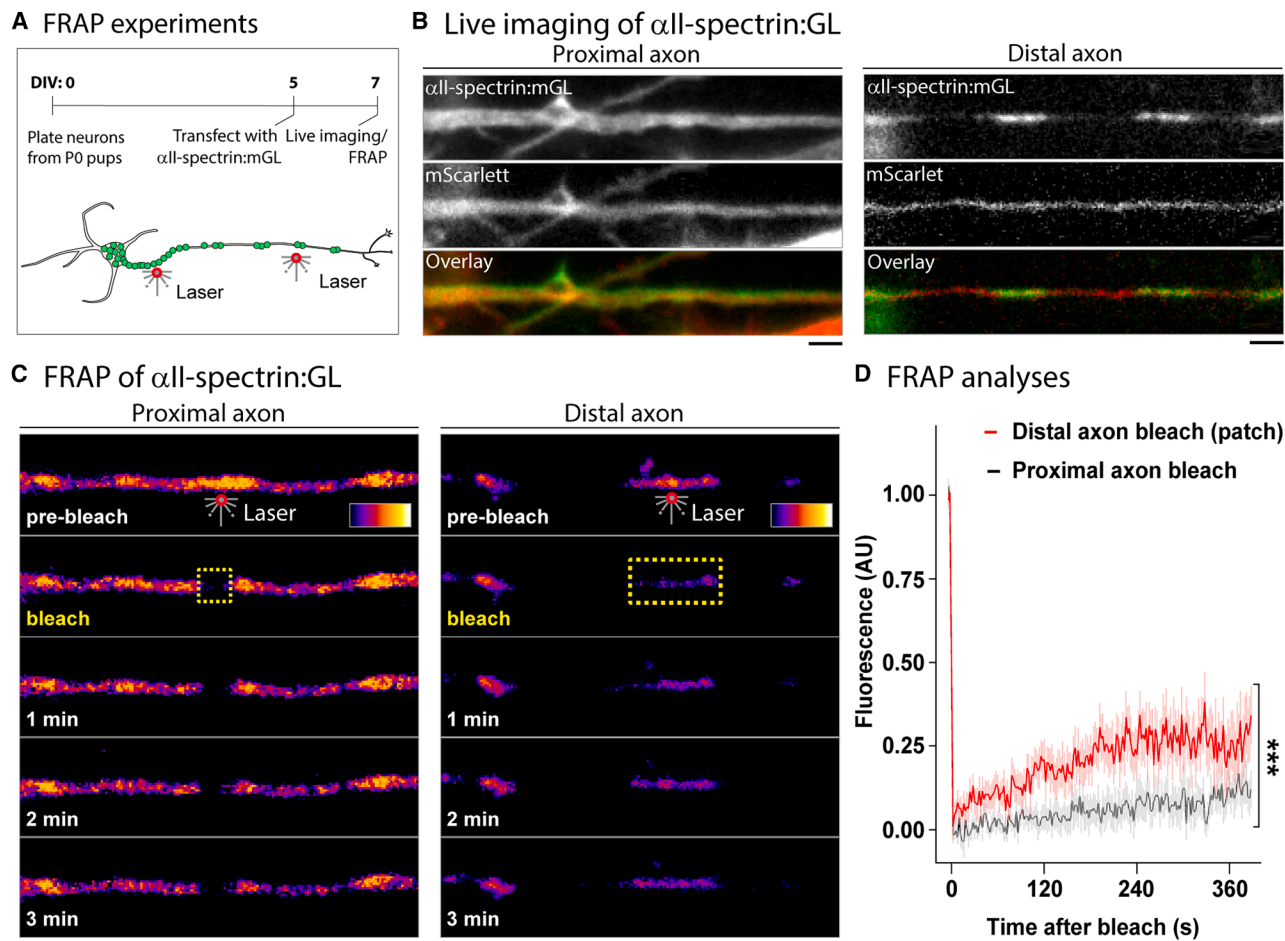 A FRAP experiments
DIV: 0
5
7
Plate neurons
from P0 pups
Transfect with
αII-spectrin:mGL
Live imaging/
FRAP
Laser
Laser
B Live imaging of αII-spectrin:GL
Proximal axon
Distal axon
αII-spectrin:mGL
mScarlett
Overlay
αII-spectrin:mGL
mScarlet
Overlay
C FRAP of αII-spectrin:GL
Proximal axon
Distal axon
pre-bleach
Laser
bleach
1 min
2 min
3 min
pre-bleach
Laser
bleach
1 min
2 min
3 min
D FRAP analyses
Distal axon bleach (patch)
Proximal axon bleach
Fluorescence (AU)
1.00
0.75
0.50
0.25
0.00
***
0
120
240
360
Time after bleach (s)